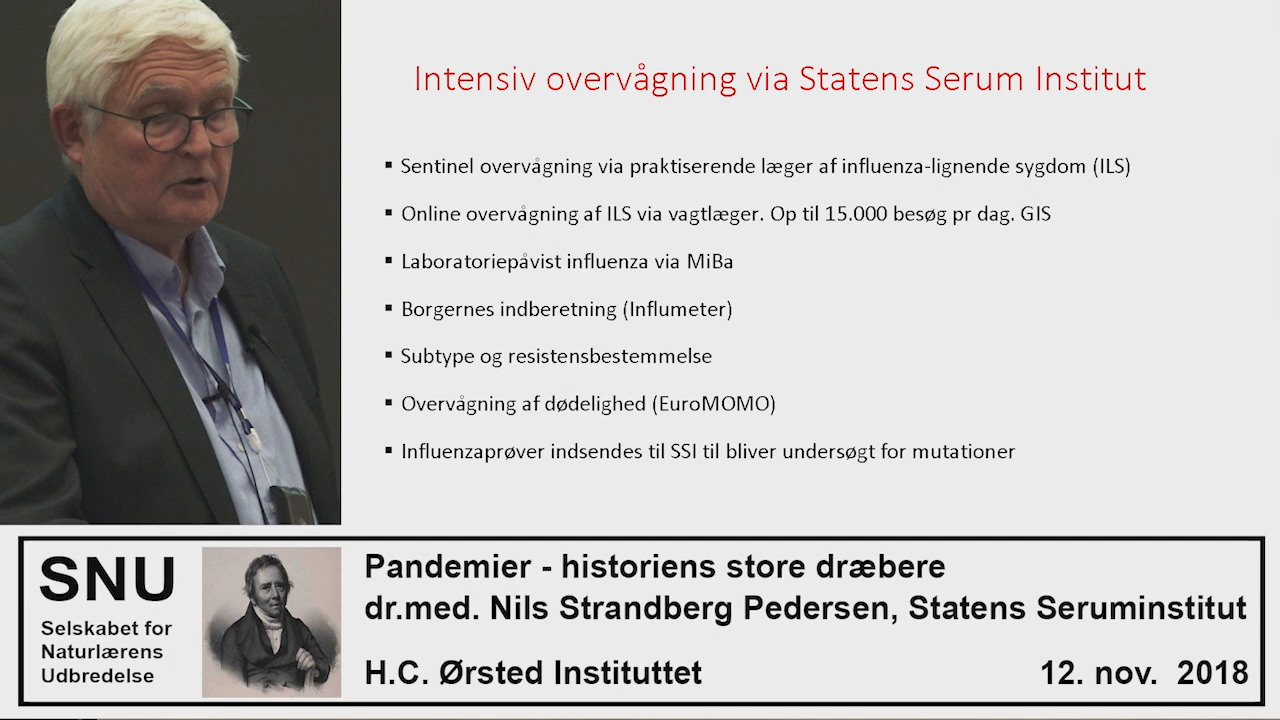 Intensiv overvågning via Statens Serum Institut
▪ Sentinel overvågning via praktiserende læger af influenza-lignende sygdom (ILS)
▪ Online overvågning af ILS via vagtlæger. Op til 15.000 besøg pr dag. GIS
▪ Laboratoriepåvist influenza via MiBa
▪ Borgernes indberetning (Influmeter)
▪ Subtype og resistensbestemmelse
▪ Overvågning af dødelighed (EuroMOMO)
▪ Influenzaprøver indsendes til SSI til bliver undersøgt for mutationer
SNU
Selskabet for
Naturlærens
Udbredelse
Pandemier - historiens store dræbere
dr.med. Nils Strandberg Pedersen, Statens Seruminstitut
H.C. Ørsted Instituttet
12. nov. 2018